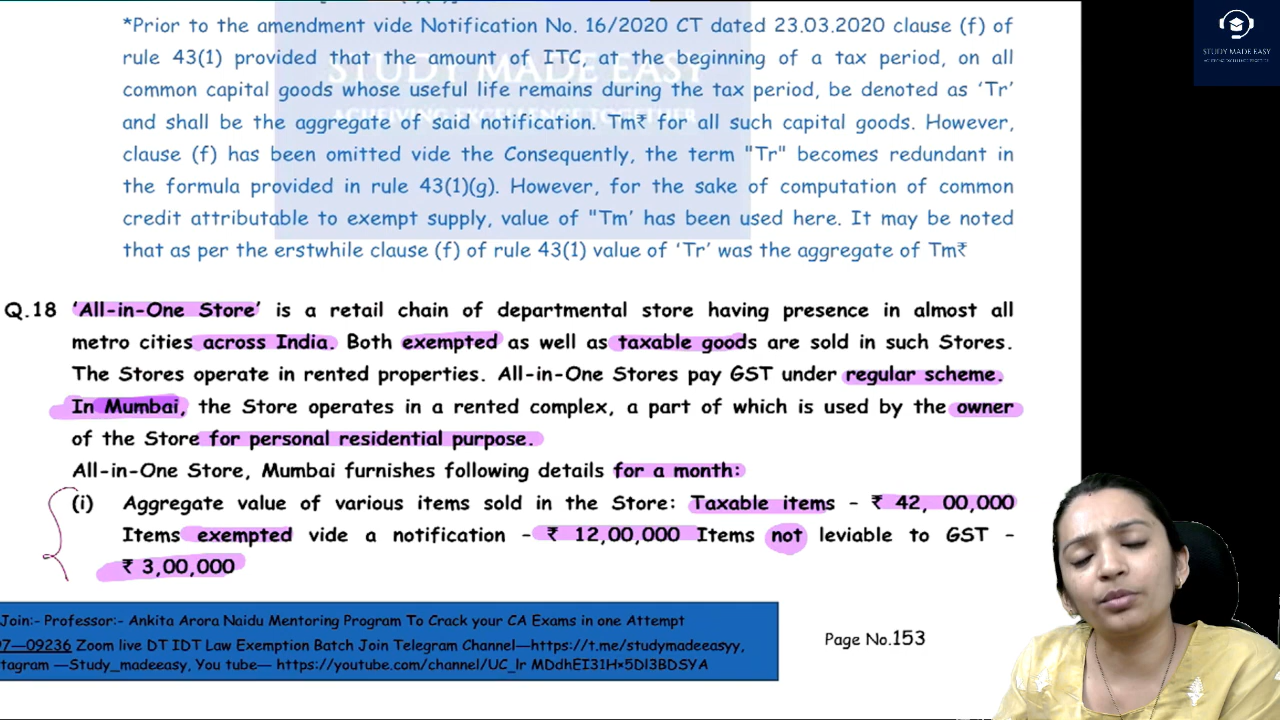 *Prior to the amendment vide Notification No. 16/2020 CT dated 23.03.2020 clause (f) of
rule 43(1) provided that the amount of ITC, at the beginning of a tax period, on all
common capital goods whose useful life remains during the tax period, be denoted as ‘Tr’
and shall be the aggregate of said notification. Tm₹ for all such capital goods. However,
clause (f) has been omitted vide the Consequently, the term "Tr" becomes redundant in
the formula provided in rule 43(1)(g). However, for the sake of computation of common
credit attributable to exempt supply, value of "Tm’ has been used here. It may be noted
that as per the erstwhile clause (f) of rule 43(1) value of ‘Tr’ was the aggregate of Tm₹
STUDY MADE EASY
ACHEIVING EXCELLENCE TOGETHER
STUDY MADE EASY
Q.18 ‘All-in-One Store’ is a retail chain of departmental store having presence in almost all
metro cities across India. Both exempted as well as taxable goods are sold in such Stores.
The Stores operate in rented properties. All-in-One Stores pay GST under regular scheme.
In Mumbai, the Store operates in a rented complex, a part of which is used by the owner
of the Store for personal residential purpose.
All-in-One Store, Mumbai furnishes following details for a month:
(i) Aggregate value of various items sold in the Store: Taxable items - ₹ 42, 00,000
Items exempted vide a notification - ₹ 12,00,000 Items not leviable to GST -
₹ 3,00,000
Join:- Professor:- Ankita Arora Naidu Mentoring Program To Crack your CA Exams in one Attempt
97—09236 Zoom live DT IDT Law Exemption Batch Join Telegram Channel—https://t.me/studymadeeasyy,
tagram —Study_madeeasy, You tube— https://youtube.com/channel/UC_lr
Page No.153